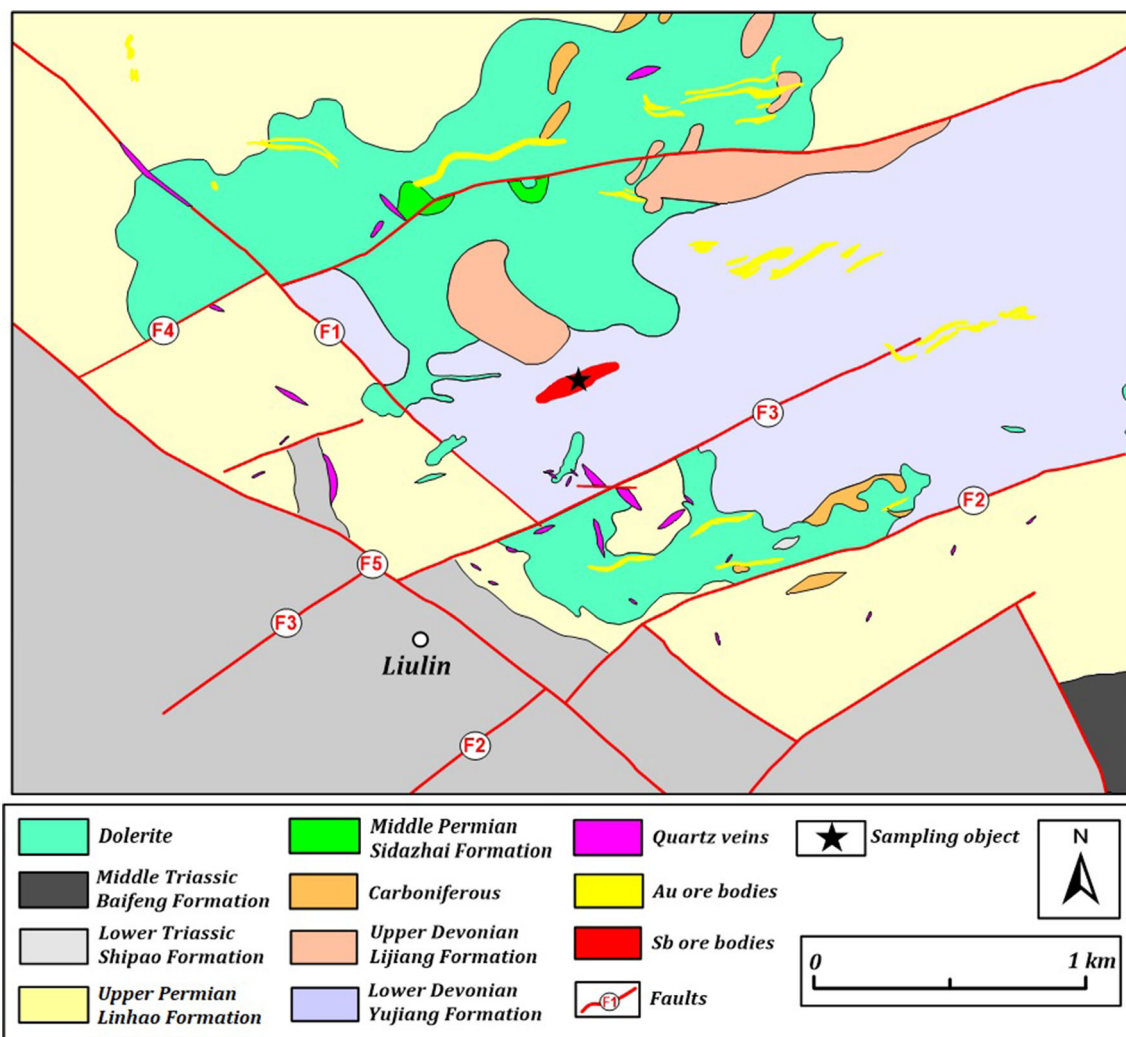 F4
F1
F3
F2
F5
F3
Liulin
F2
Dolerite
Middle Triassic
Baifeng Formation
Lower Triassic
Shipao Formation
Upper Permian
Linhao Formation
Middle Permian
Sidazhai Formation
Carboniferous
Upper Devonian
Lijiang Formation
Lower Devonian
Yujiang Formation
Quartz veins
Au ore bodies
Sb ore bodies
F1
Faults
Sampling object
N
0 1 km